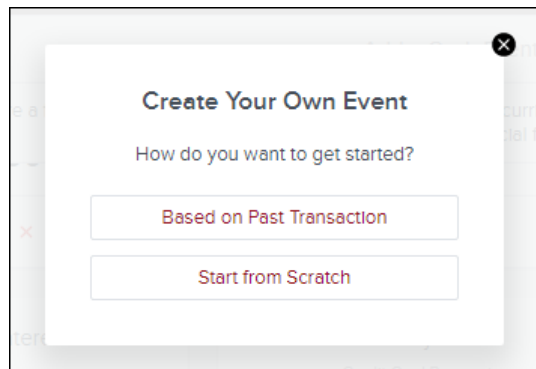 Create Your Own Event
How do you want to get started?
Based on Past Transaction
Start from Scratch